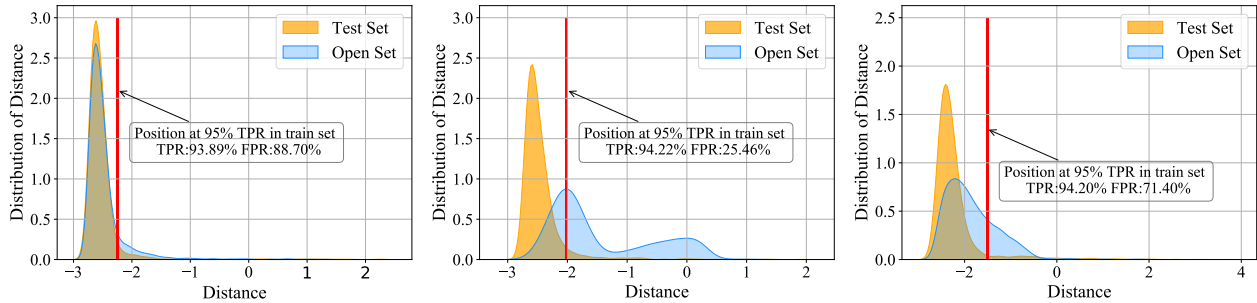 3.0
2.5
2.0
1.5
1.0
0.5
0.0
Distribution of Distance
Test Set
Open Set
Position at 95% TPR in train set
TPR:93.89% FPR:88.70%
−3 −2 −1 0 1 2
Distance
3.0
2.5
2.0
1.5
1.0
0.5
0.0
Distribution of Distance
Test Set
Open Set
Position at 95% TPR in train set
TPR:94.22% FPR:25.46%
−3 −2 −1 0 1 2
Distance
2.5
2.0
1.5
1.0
0.5
0.0
Distribution of Distance
Test Set
Open Set
Position at 95% TPR in train set
TPR:94.20% FPR:71.40%
−2 0 2 4
Distance